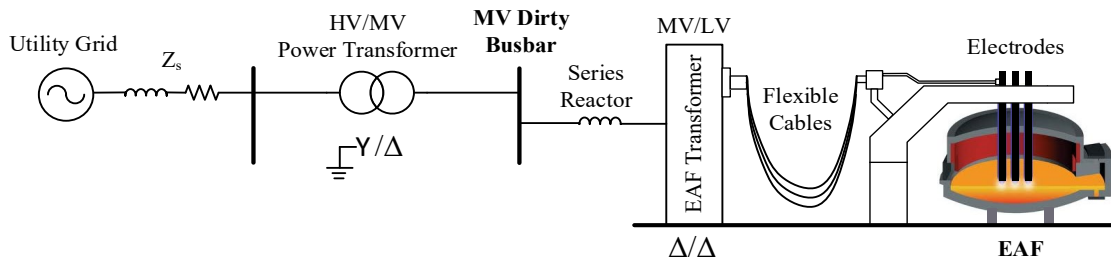 Utility Grid
Z_s
HV/MV
Power Transformer
Y/Δ
MV Dirty
Busbar
Series
Reactor
MV/LV
EAF Transformer
Δ/Δ
Flexible
Cables
Electrodes
EAF